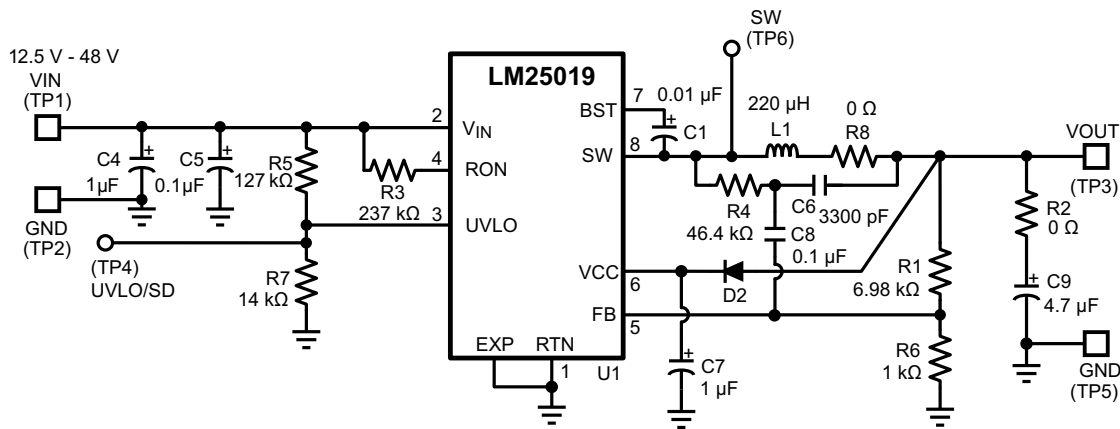 SW
(TP6)
12.5 V - 48 V
VIN
(TP1)
LM25019
7
0.01 µF
BST
220 µH
0 Ω
C1
L1
R8
VOUT
2
VIN
8
SW
4
RON
C4
C5
R5
R3
1µF
0.1µF
127 kΩ
237 kΩ
(TP3)
GND
(TP2)
3
UVLO
R4
C6
3300 pF
46.4 kΩ
C8
0.1 µF
R2
0 Ω
(TP4)
UVLO/SD
R7
14 kΩ
VCC
6
D2
R1
6.98 kΩ
C9
4.7 µF
FB
5
EXP
RTN
1
U1
C7
1 µF
R6
1 kΩ
GND
(TP5)
+
+
+
+
+